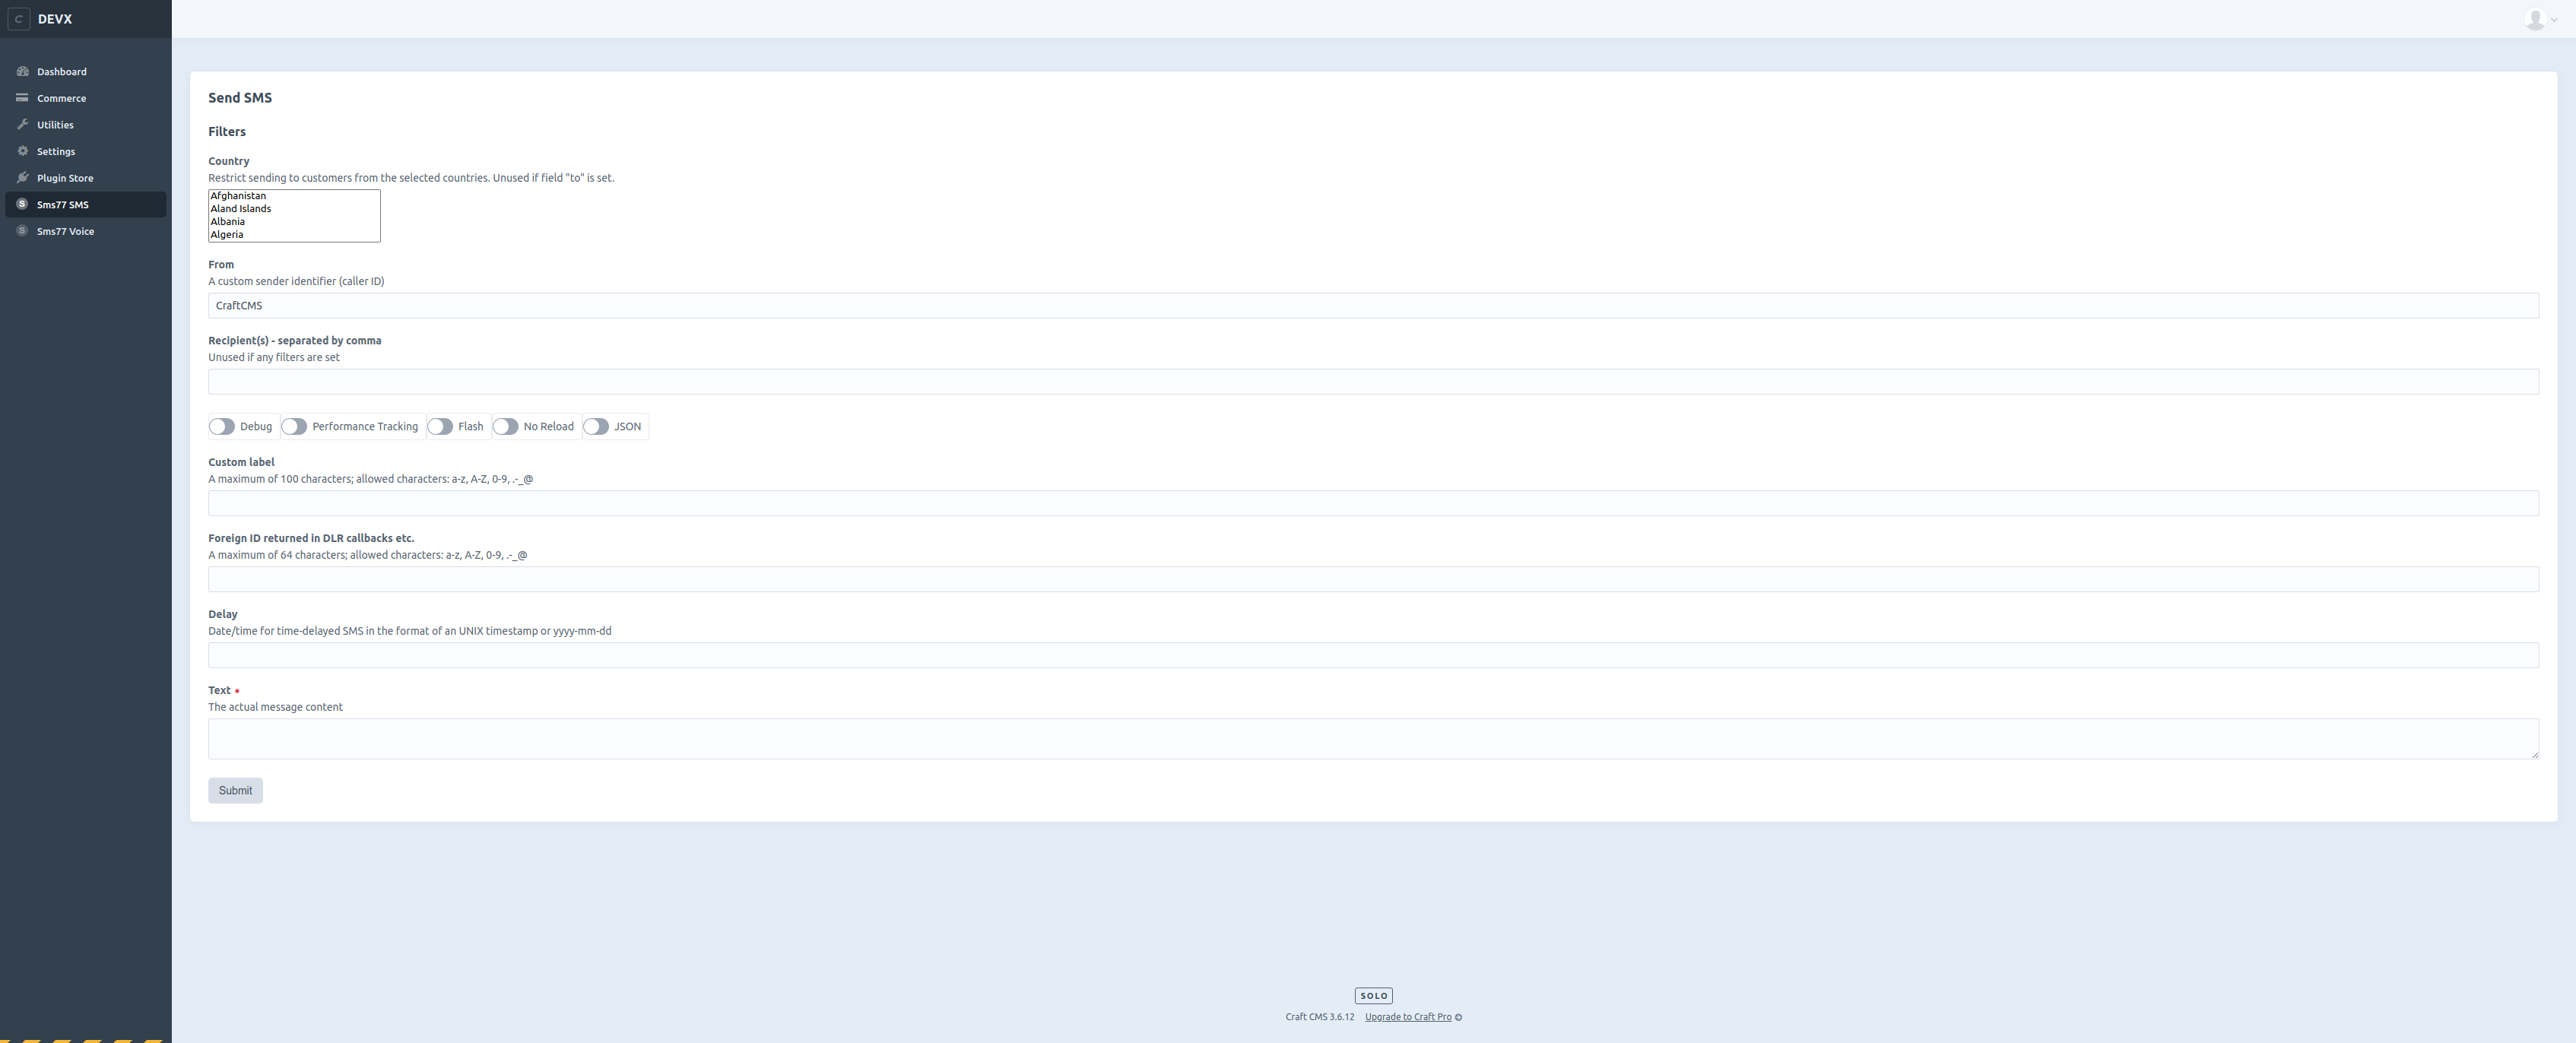 C DEVX
Dashboard
Commerce
Utilities
Settings
Plugin Store
S Sms77 SMS
S Sms77 Voice
Send SMS
Filters
Country
Restrict sending to customers from the selected countries. Unused if field "to" is set.
Afghanistan
Aland Islands
Albania
Algeria
From
A custom sender identifier (caller ID)
CraftCMS
Recipient(s) - separated by comma
Unused if any filters are set
Debug Performance Tracking Flash No Reload JSON
Custom label
A maximum of 100 characters; allowed characters: a-z, A-Z, 0-9, .-_@
Foreign ID returned in DLR callbacks etc.
A maximum of 64 characters; allowed characters: a-z, A-Z, 0-9, .-_@
Delay
Date/time for time-delayed SMS in the format of an UNIX timestamp or yyyy-mm-dd
Text
The actual message content
Submit
SOLO
Craft CMS 3.6.12 Upgrade to Craft Pro